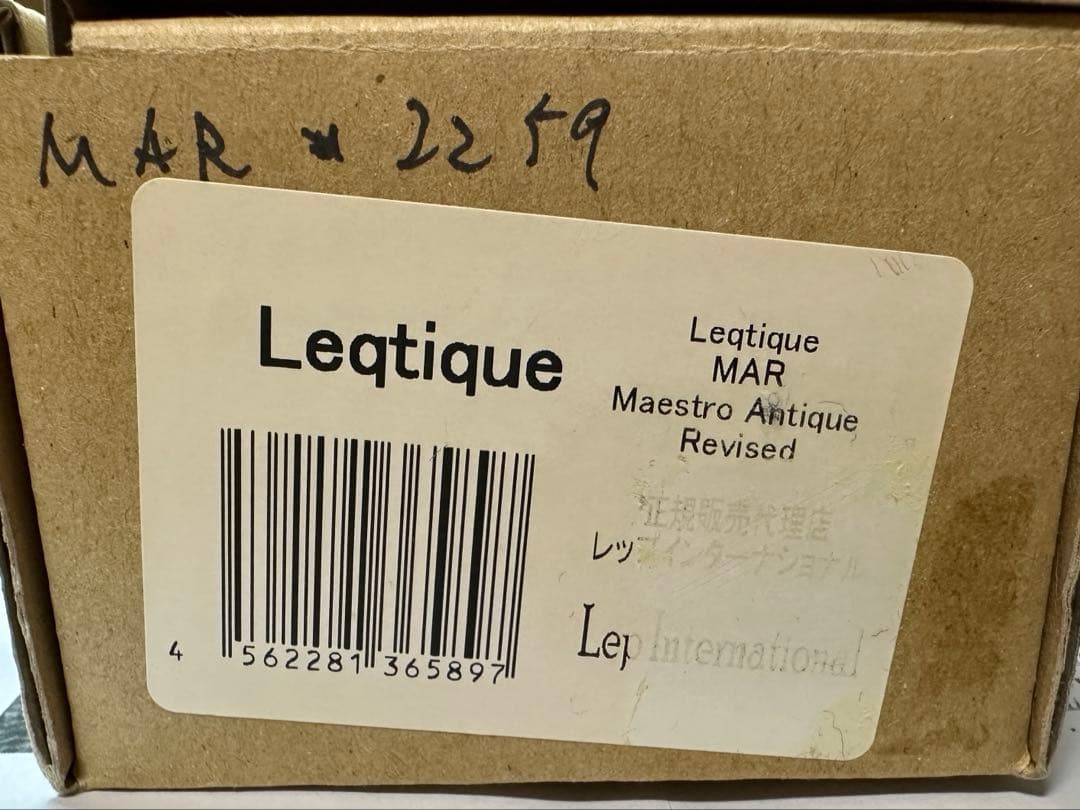 MAR * 2259
Leqtique
Leqtique
MAR
Maestro Antique
Revised
正規販売代理店
レップインターナショナル
Lep International
4 562281 365897